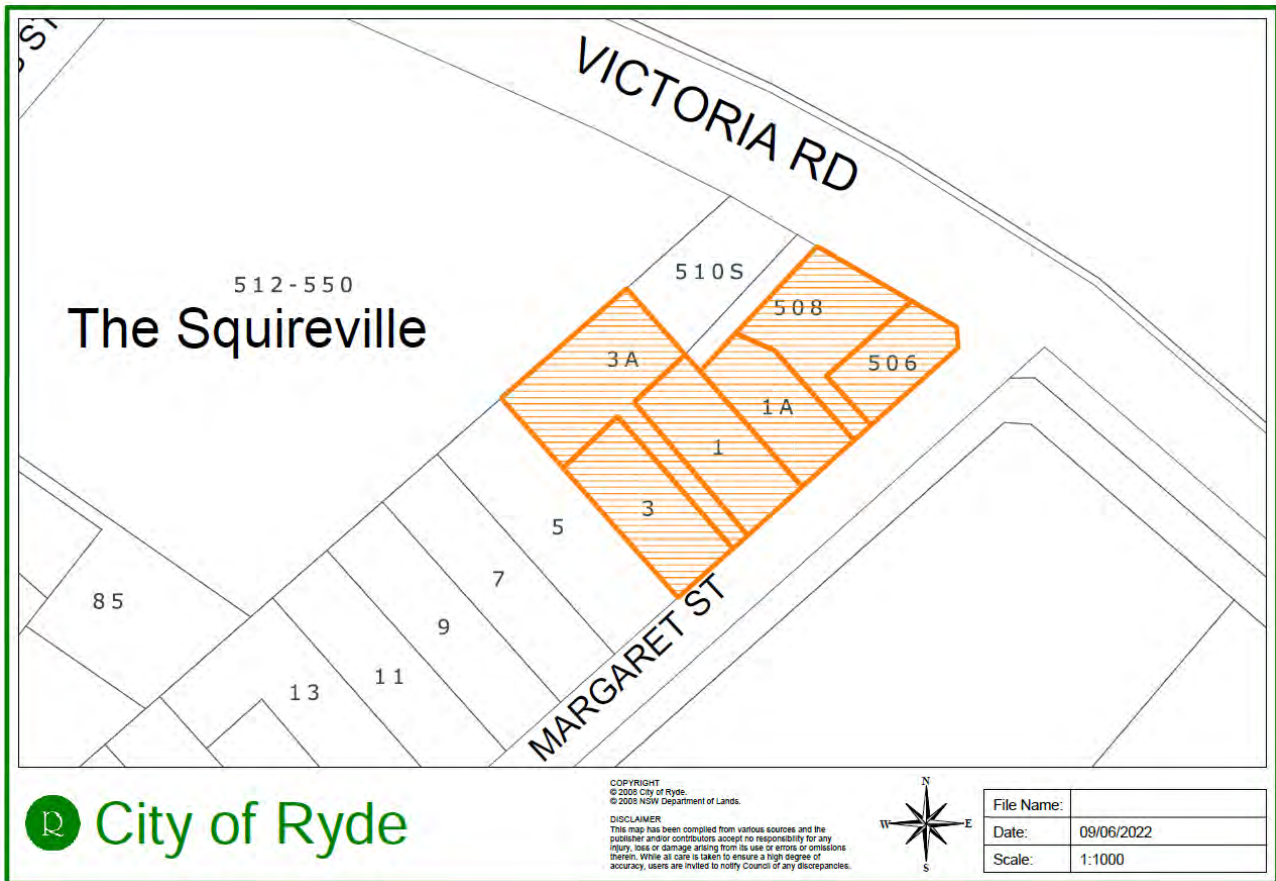 VICTORIA RD
510S
512-550
The Squireville
508
3A
506
1A
1
3
5
7
85
9
11
13
MARGARET ST
R City of Ryde
COPYRIGHT
© 2008 City of Ryde.
© 2008 NSW Department of Lands.
DISCLAIMER
This map has been compiled from various sources and the
publisher and/or contributors accept no responsibility for any
injury, loss or damage arising from its use or errors or omissions
therein. While all care is taken to ensure a high degree of
accuracy, users are invited to notify Council of any discrepancies.
N
W
E
S
File Name:
Date: 09/06/2022
Scale: 1:1000